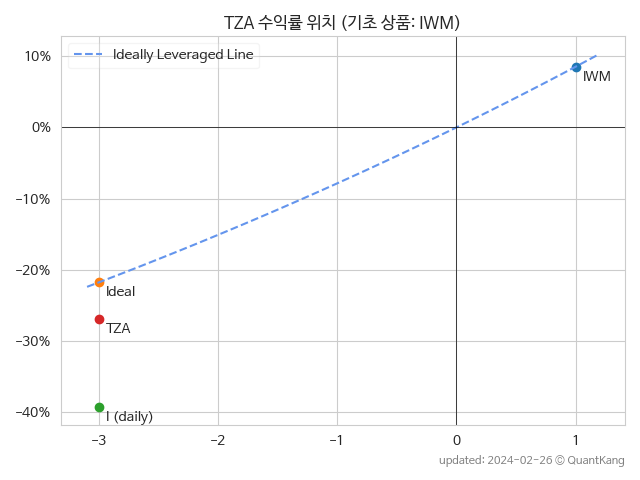 TZA 수익률 위치 (기초 상품: IWM)
Ideally Leveraged Line
10%
0%
−10%
−20%
−30%
−40%
IWM
Ideal
TZA
I (daily)
−3
−2
−1
0
1
updated: 2024-02-26 © QuantKang